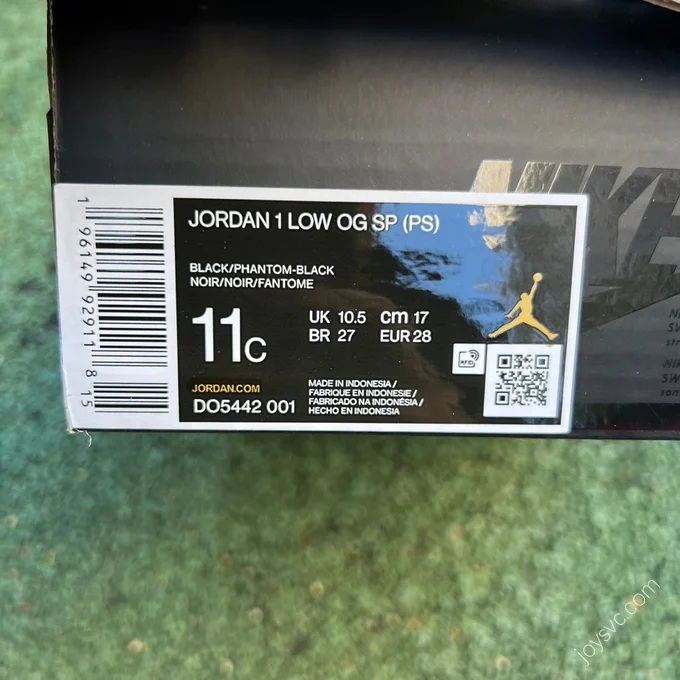 NIKE
JORDAN 1 LOW OG SP (PS)
BLACK/PHANTOM-BLACK
NOIR/NOIR/FANTOME
11C
UK 10.5 cm 17
BR 27 EUR 28
RFID
JORDAN.COM
DO5442 001
MADE IN INDONESIA /
FABRIQUE EN INDONESIE /
FABRICADO NA INDONÉSIA /
HECHO EN INDONESIA
1 96149 92911 8 15
joysvc.com